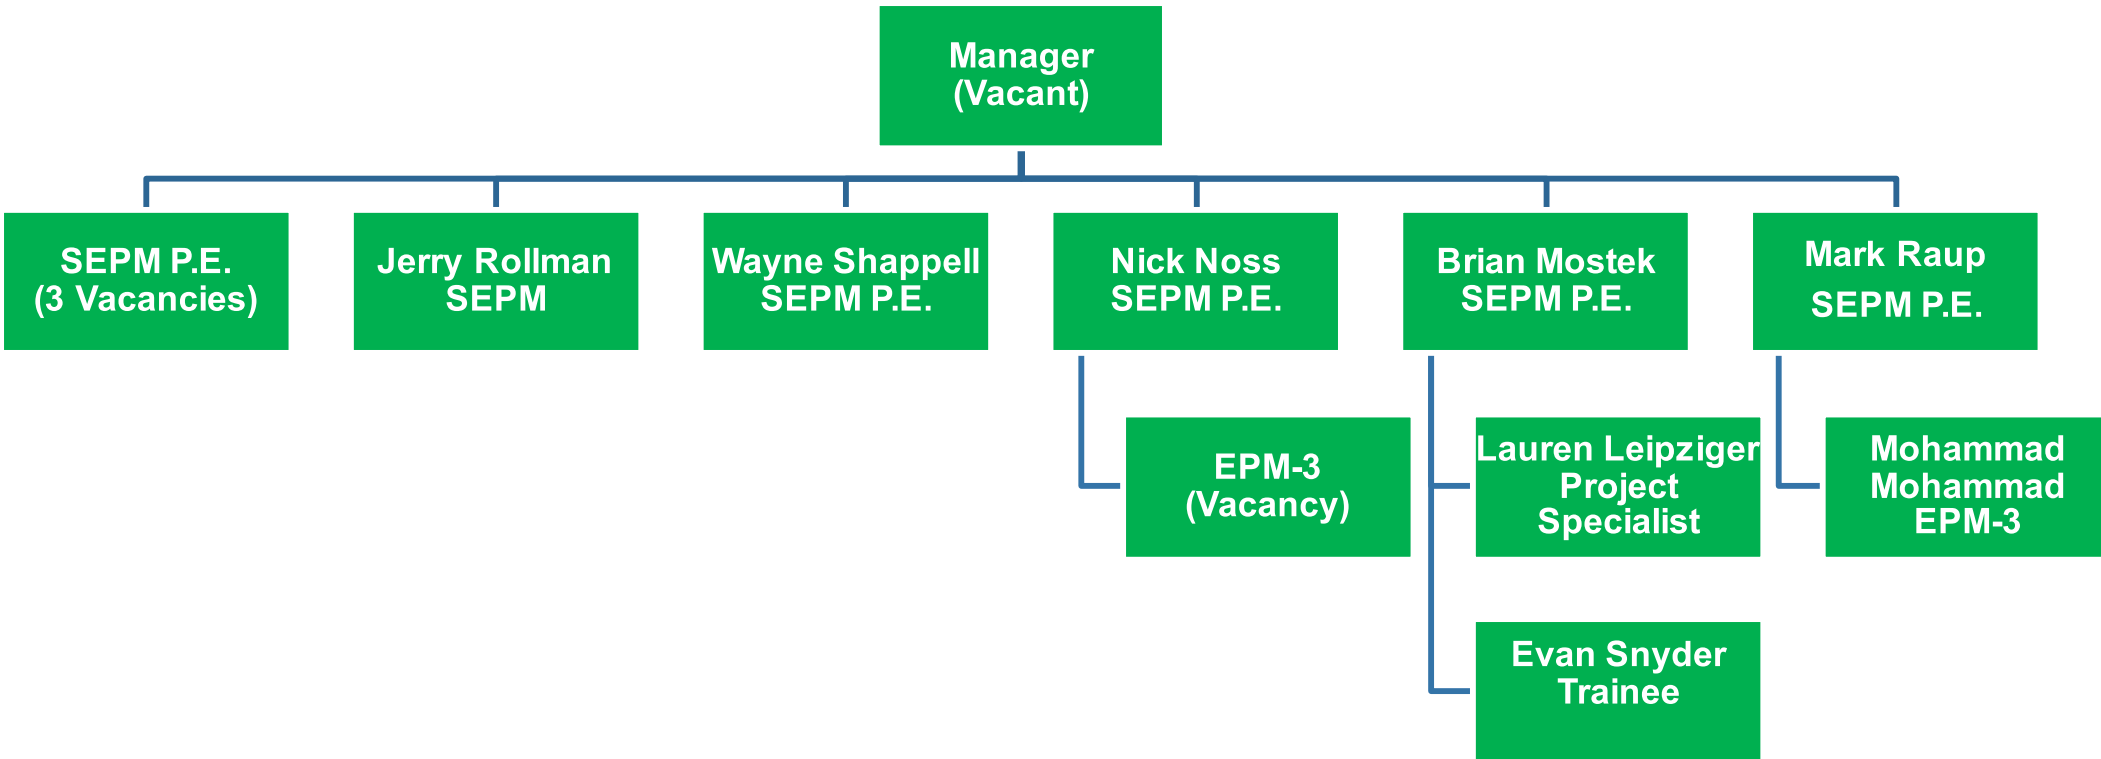 Manager
(Vacant)
SEPM P.E.
(3 Vacancies)
Jerry Rollman
SEPM
Wayne Shappell
SEPM P.E.
Nick Noss
SEPM P.E.
Brian Mostek
SEPM P.E.
Mark Raup
SEPM P.E.
EPM-3
(Vacancy)
Lauren Leipziger
Project
Specialist
Mohammad
Mohammad
EPM-3
Evan Snyder
Trainee